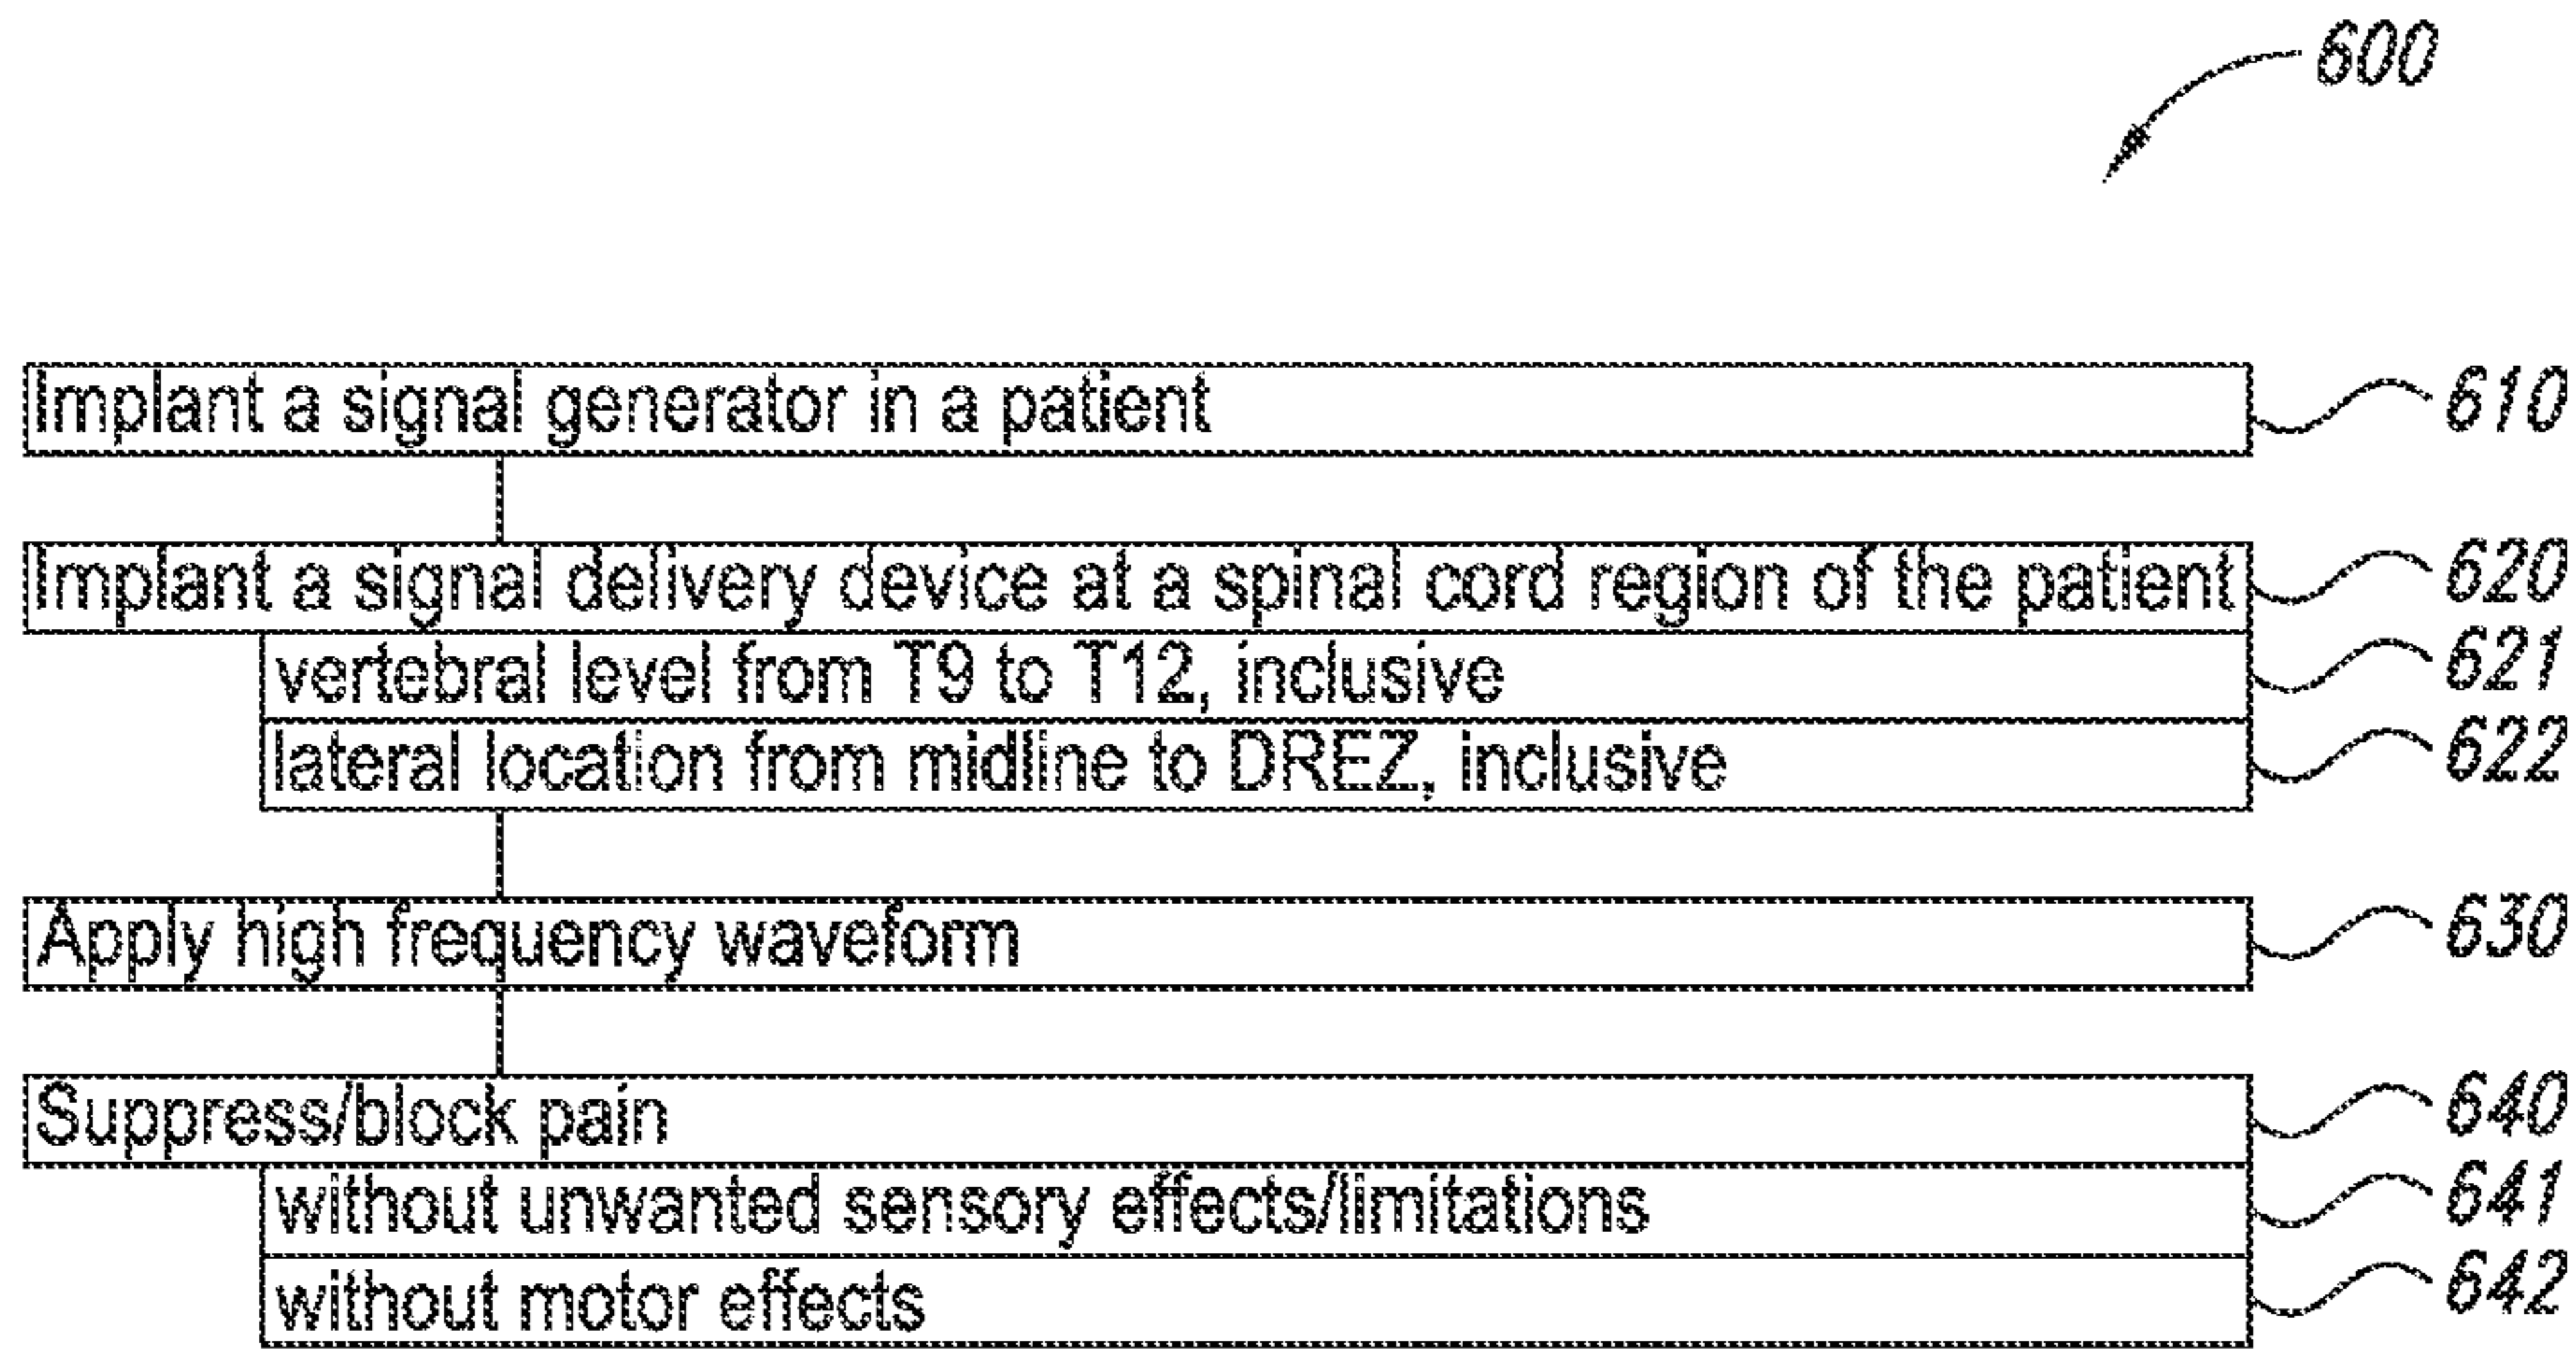 600
Implant a signal generator in a patient 610
Implant a signal delivery device at a spinal cord region of the patient 620
vertebral level from T9 to T12, inclusive 621
lateral location from midline to DREZ, inclusive 622
Apply high frequency waveform 630
Suppress/block pain 640
without unwanted sensory effects/limitations 641
without motor effects 642